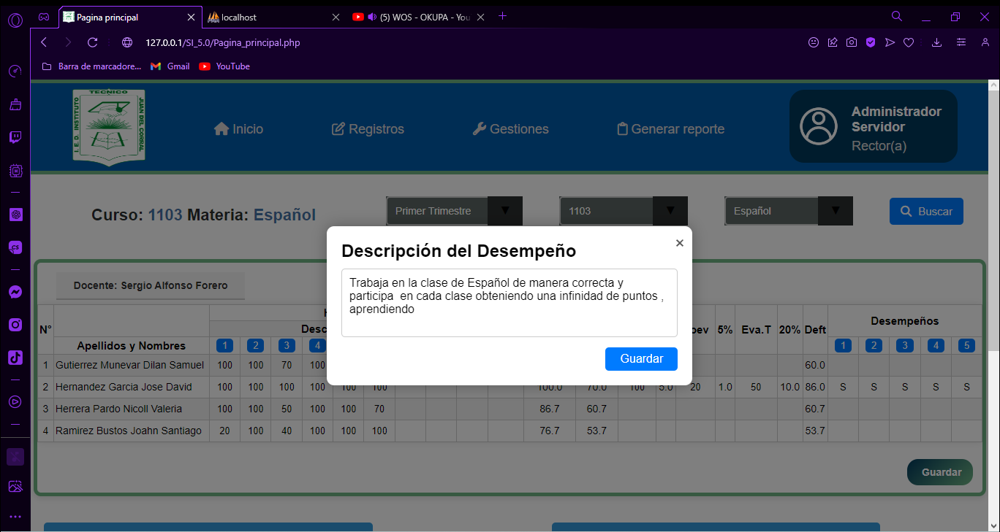 Pagina principal
localhost
(5) WOS - OKUPA - You
127.0.0.1/SI_5.0/Pagina_principal.php
Barra de marcadore... Gmail YouTube
TECNICO
I.E.D. INSTITUTO
JUAN DEL CORRAL
Inicio
Registros
Gestiones
Generar reporte
Administrador
Servidor
Rector(a)
Curso: 1103 Materia: Español
Primer Trimestre
1103
Español
Buscar
Descripción del Desempeño
×
Trabaja en la clase de Español de manera correcta y
participa  en cada clase obteniendo una infinidad de puntos ,
aprendiendo
Guardar
Docente: Sergio Alfonso Forero
N° Desc 5% Eva.T 20% Deft Desempeños
Apellidos y Nombres 1 2 3 4 1 2 3 4 5
1 Gutierrez Munevar Dilan Samuel 100 100 70 100 60.0
2 Hernandez Garcia Jose David 100 100 100 100 100 100 100.0 70.0 100 5.0 20 1.0 50 10.0 86.0 S S S S S
3 Herrera Pardo Nicoll Valeria 100 100 50 100 100 70 86.7 60.7 60.7
4 Ramirez Bustos Joahn Santiago 20 100 40 100 100 100 76.7 53.7 53.7
Guardar